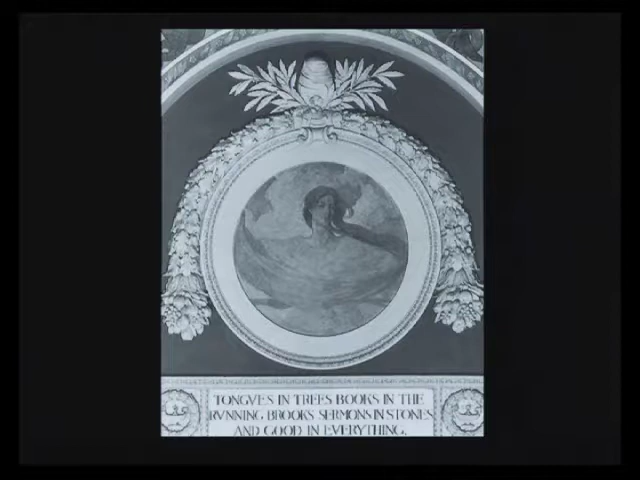 TONGVES IN TREES BOOKS IN THE
RVNNING BROOKS SERMONS IN STONES
AND GOOD IN EVERYTHING.